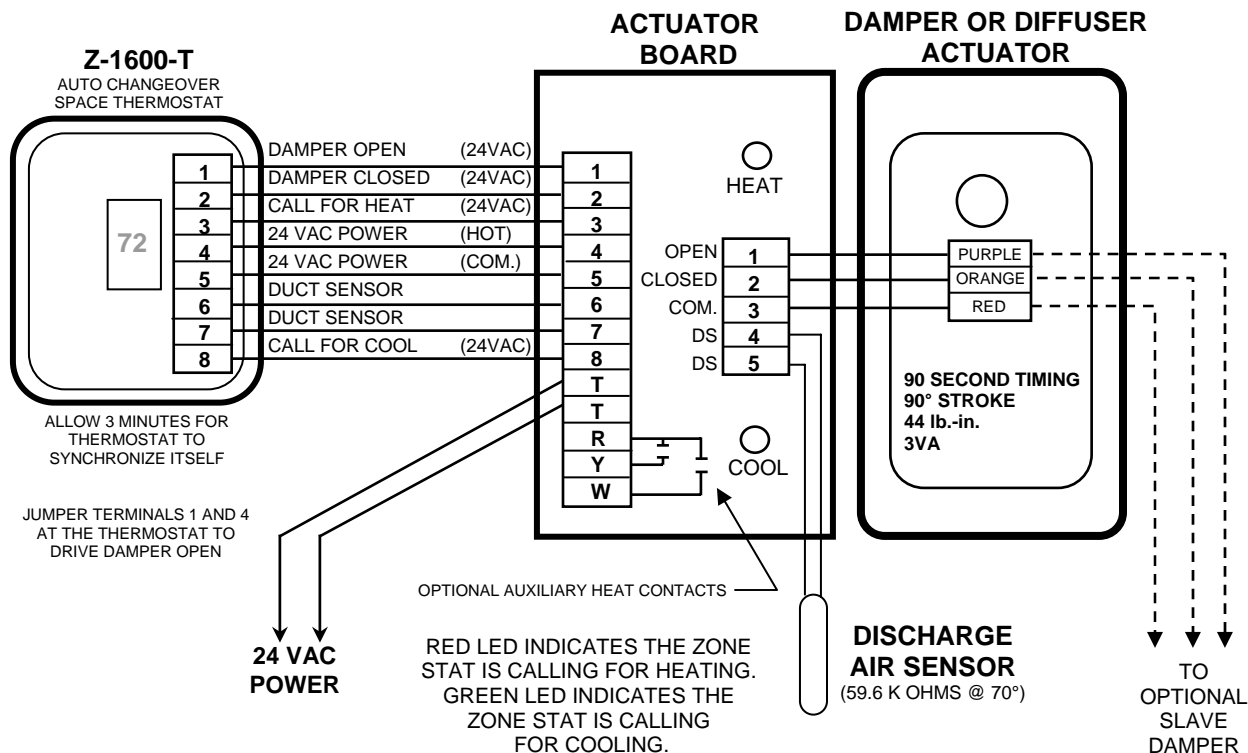 Z-1600-T
AUTO CHANGEOVER
SPACE THERMOSTAT
72
1
2
3
4
5
6
7
8
ALLOW 3 MINUTES FOR
THERMOSTAT TO
SYNCHRONIZE ITSELF
JUMPER TERMINALS 1 AND 4
AT THE THERMOSTAT TO
DRIVE DAMPER OPEN
DAMPER OPEN (24VAC)
DAMPER CLOSED (24VAC)
CALL FOR HEAT (24VAC)
24 VAC POWER (HOT)
24 VAC POWER (COM.)
DUCT SENSOR
DUCT SENSOR
CALL FOR COOL (24VAC)
24 VAC
POWER
ACTUATOR
BOARD
1
2
3
4
5
6
7
8
T
T
R
Y
W
HEAT
OPEN 1
CLOSED 2
COM. 3
DS 4
DS 5
COOL
OPTIONAL AUXILIARY HEAT CONTACTS
RED LED INDICATES THE ZONE
STAT IS CALLING FOR HEATING.
GREEN LED INDICATES THE
ZONE STAT IS CALLING
FOR COOLING.
DAMPER OR DIFFUSER
ACTUATOR
PURPLE
ORANGE
RED
90 SECOND TIMING
90° STROKE
44 lb.-in.
3VA
DISCHARGE
AIR SENSOR
(59.6 K OHMS @ 70°)
TO
OPTIONAL
SLAVE
DAMPER